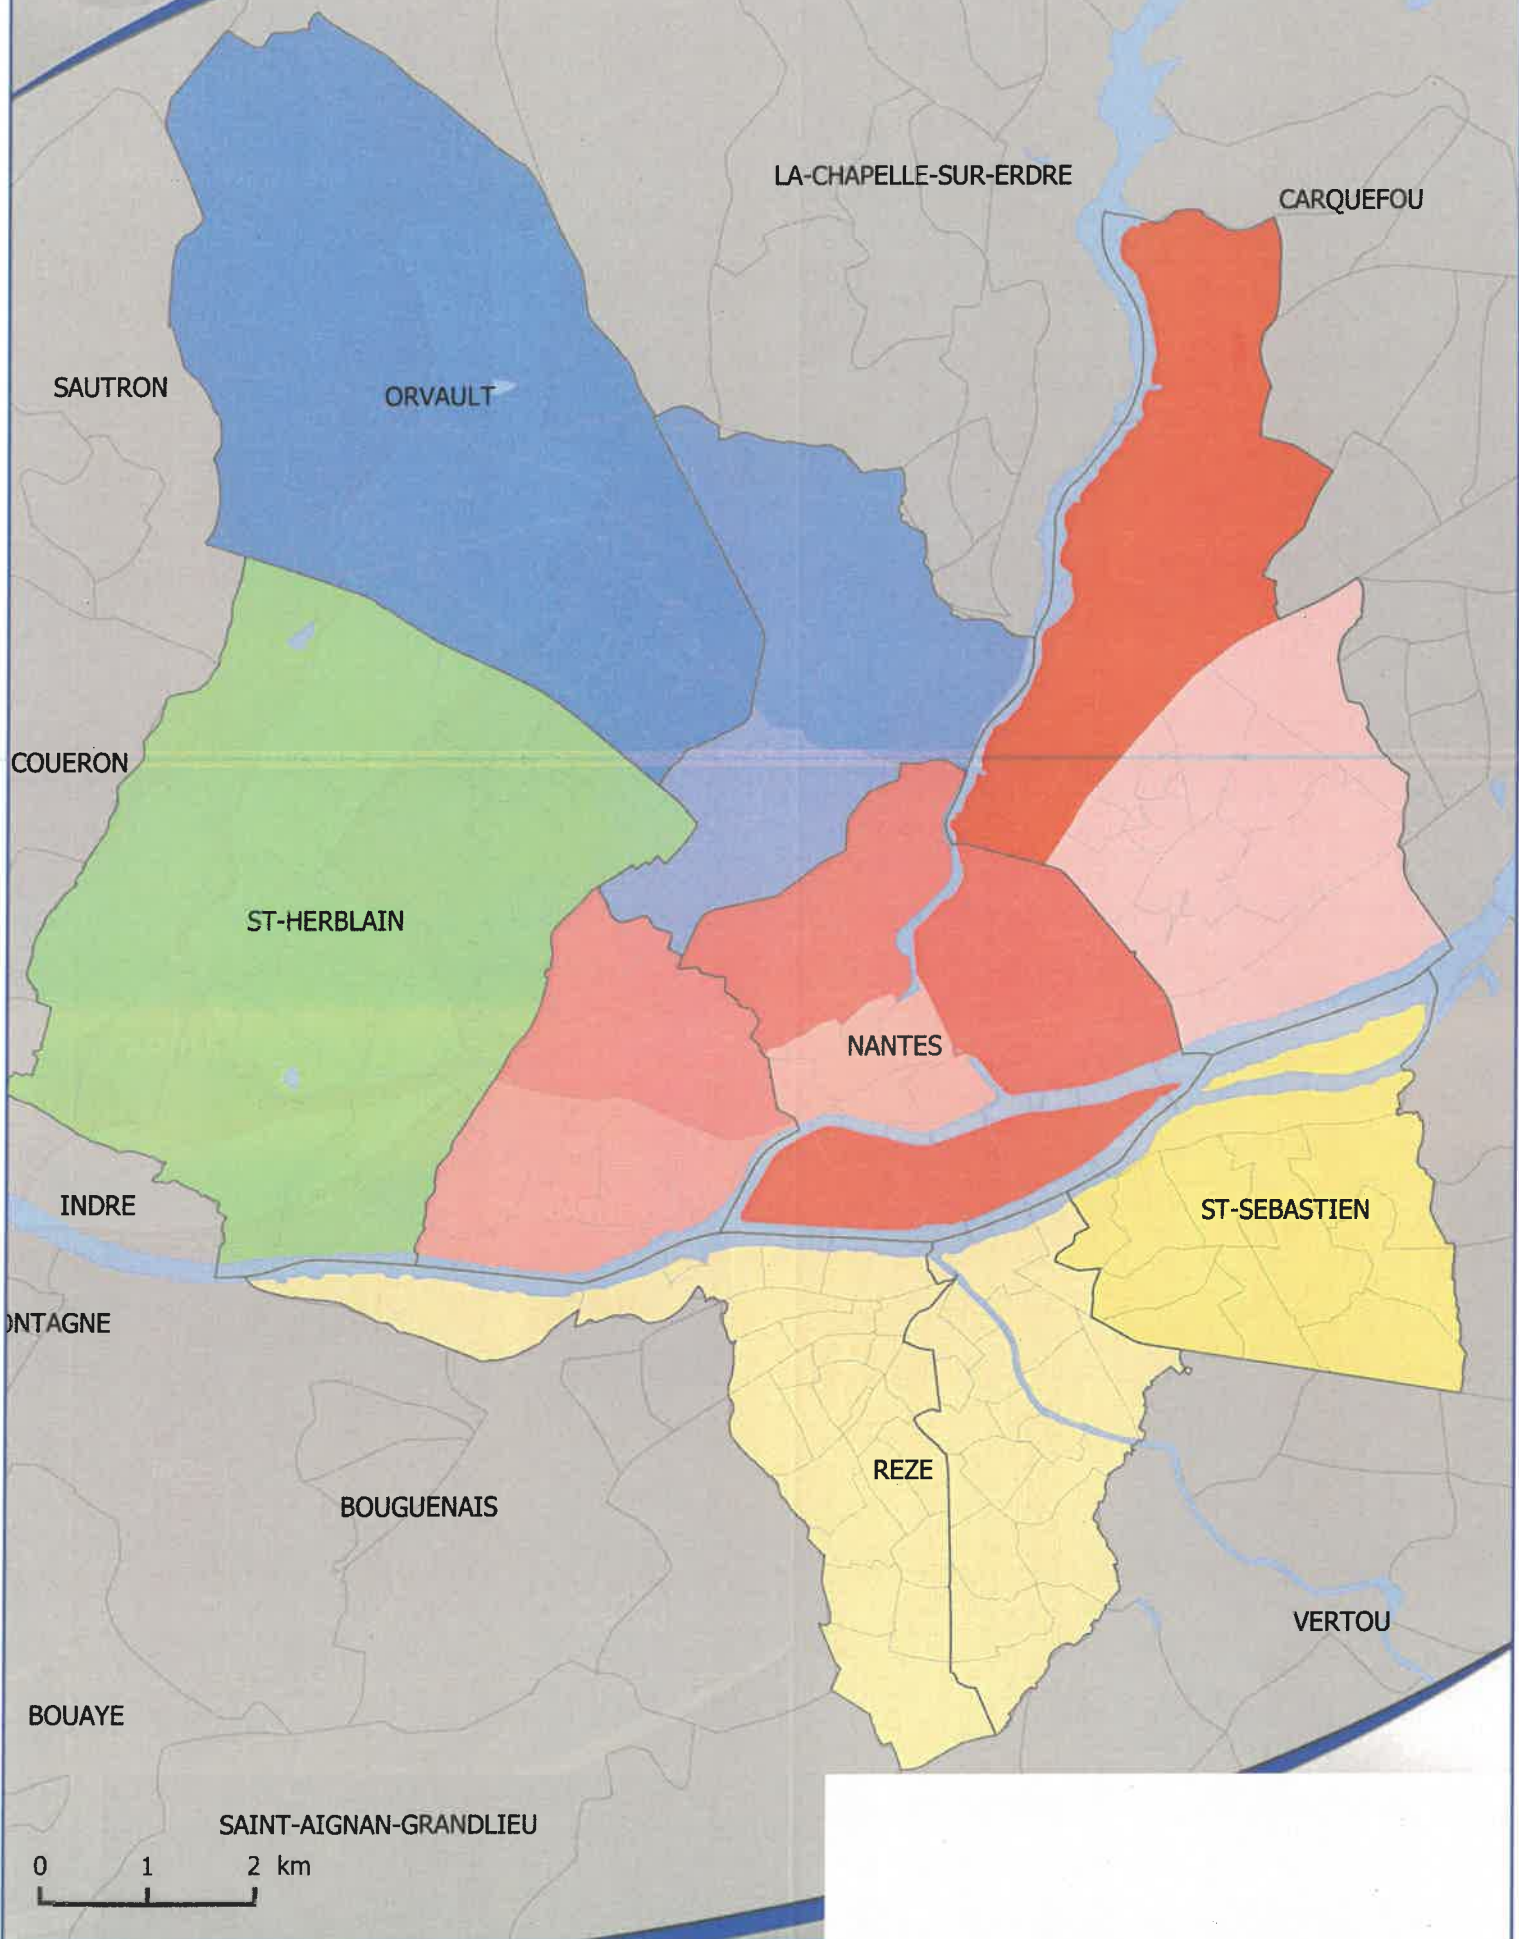 LA-CHAPELLE-SUR-ERDRE
CARQUEFOU
SAUTRON
ORVAULT
COUERON
ST-HERBLAIN
NANTES
INDRE
ST-SEBASTIEN
ONTAGNE
REZE
BOUGUENAIS
VERTOU
BOUAYE
SAINT-AIGNAN-GRANDLIEU
0 1 2 km